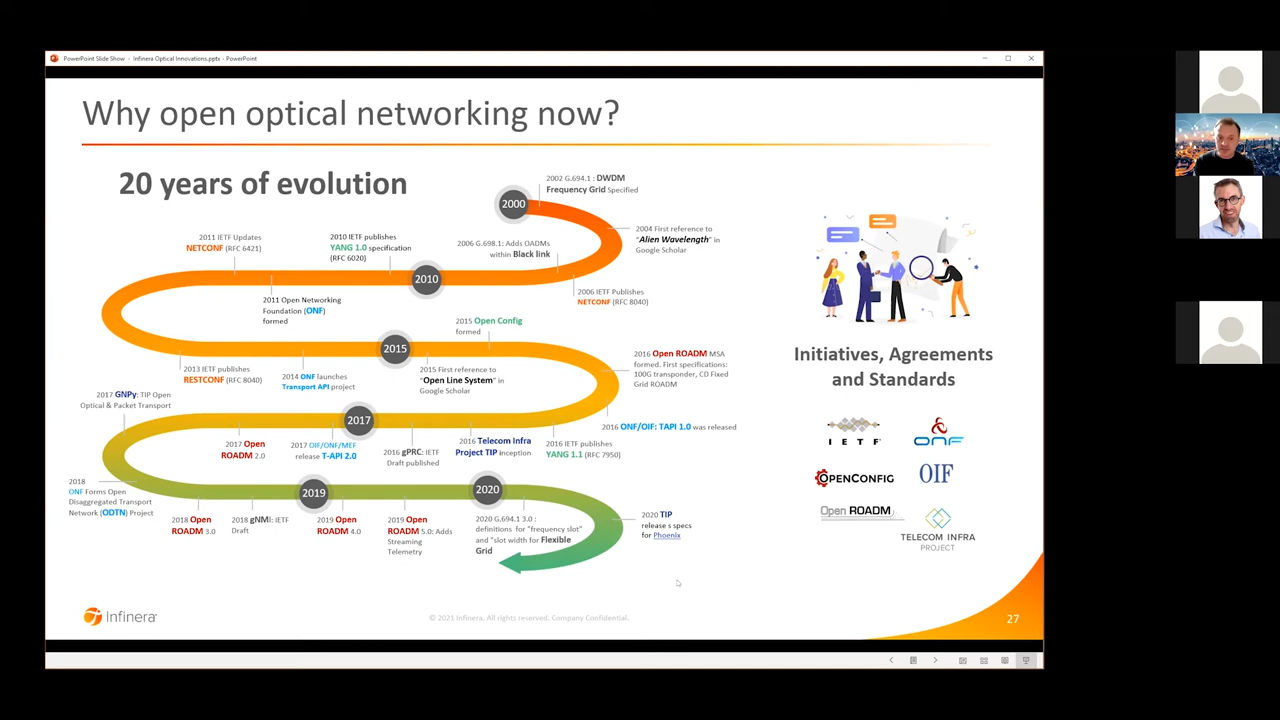 PowerPoint Slide Show - Infinera Optical Innovations.pptx - PowerPoint
Why open optical networking now?
20 years of evolution
2000
2002 G.694.1 : DWDM
Frequency Grid Specified
2004 First reference to
“Alien Wavelength” in
Google Scholar
2006 G.698.1: Adds OADMs
within Black link
2006 IETF Publishes
NETCONF (RFC 8040)
2010
2010 IETF publishes
YANG 1.0 specification
(RFC 6020)
2011 IETF Updates
NETCONF (RFC 6421)
2011 Open Networking
Foundation (ONF)
formed
2013 IETF publishes
RESTCONF (RFC 8040)
2014 ONF launches
Transport API project
2015
2015 First reference to
“Open Line System” in
Google Scholar
2015 Open Config
formed
2016 Open ROADM MSA
formed. First specifications:
100G transponder, CD Fixed
Grid ROADM
2016 ONF/OIF: TAPI 1.0 was released
2016 IETF publishes
YANG 1.1 (RFC 7950)
2016 Telecom Infra
Project TIP inception
2016 gPRC: IETF
Draft published
2017
2017 OIF/ONF/MEF
release T-API 2.0
2017 Open
ROADM 2.0
2017 GNPy: TIP Open
Optical & Packet Transport
2018
ONF Forms Open
Disaggregated Transport
Network (ODTN) Project
2018 Open
ROADM 3.0
2018 gNMI: IETF
Draft
2019
2019 Open
ROADM 4.0
2019 Open
ROADM 5.0: Adds
Streaming
Telemetry
2020
2020 G.694.1 3.0 :
definitions for "frequency slot"
and "slot width for Flexible
Grid
2020 TIP
release s specs
for Phoenix
Initiatives, Agreements
and Standards
IETF
ONF
OPENCONFIG
OIF
Open ROADM
TELECOM INFRA
PROJECT
Infinera
© 2021 Infinera. All rights reserved. Company Confidential.
27